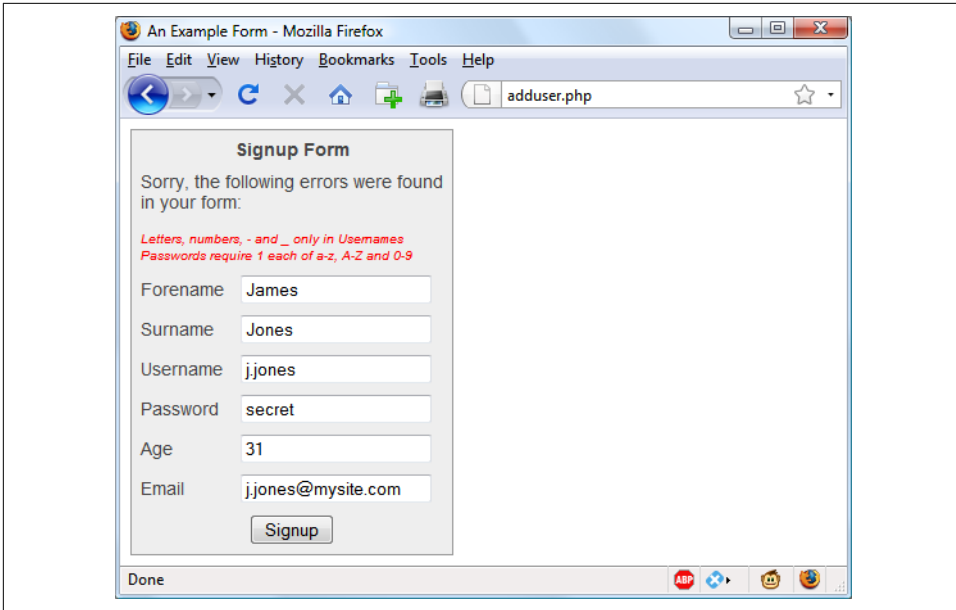 An Example Form - Mozilla Firefox
File Edit View History Bookmarks Tools Help
adduser.php
Signup Form
Sorry, the following errors were found
in your form:
Letters, numbers, - and _ only in Usernames
Passwords require 1 each of a-z, A-Z and 0-9
Forename James
Surname Jones
Username j.jones
Password secret
Age 31
Email j.jones@mysite.com
Signup
Done ABP